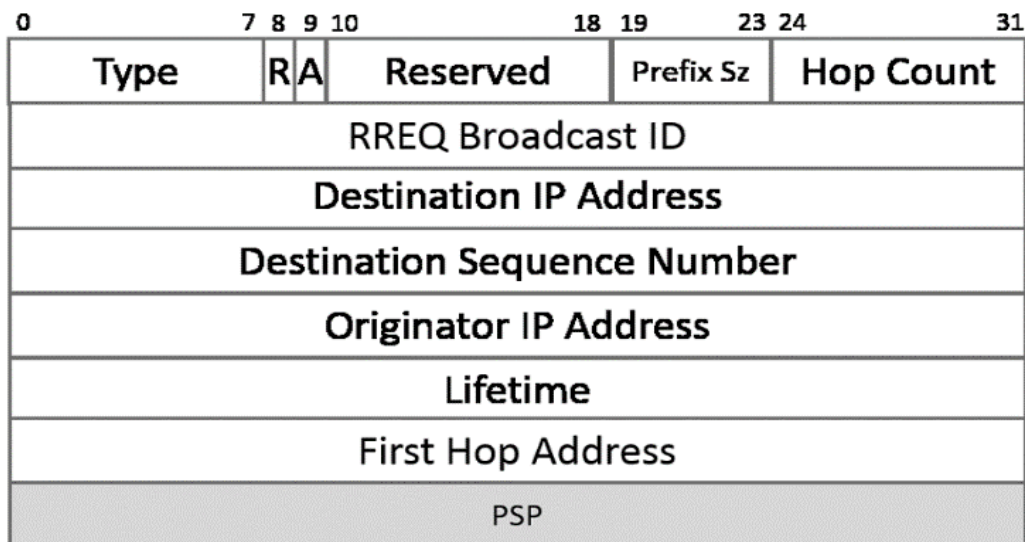 0 7 8 9 10 18 19 23 24 31
Type R A Reserved Prefix Sz Hop Count
RREQ Broadcast ID
Destination IP Address
Destination Sequence Number
Originator IP Address
Lifetime
First Hop Address
PSP